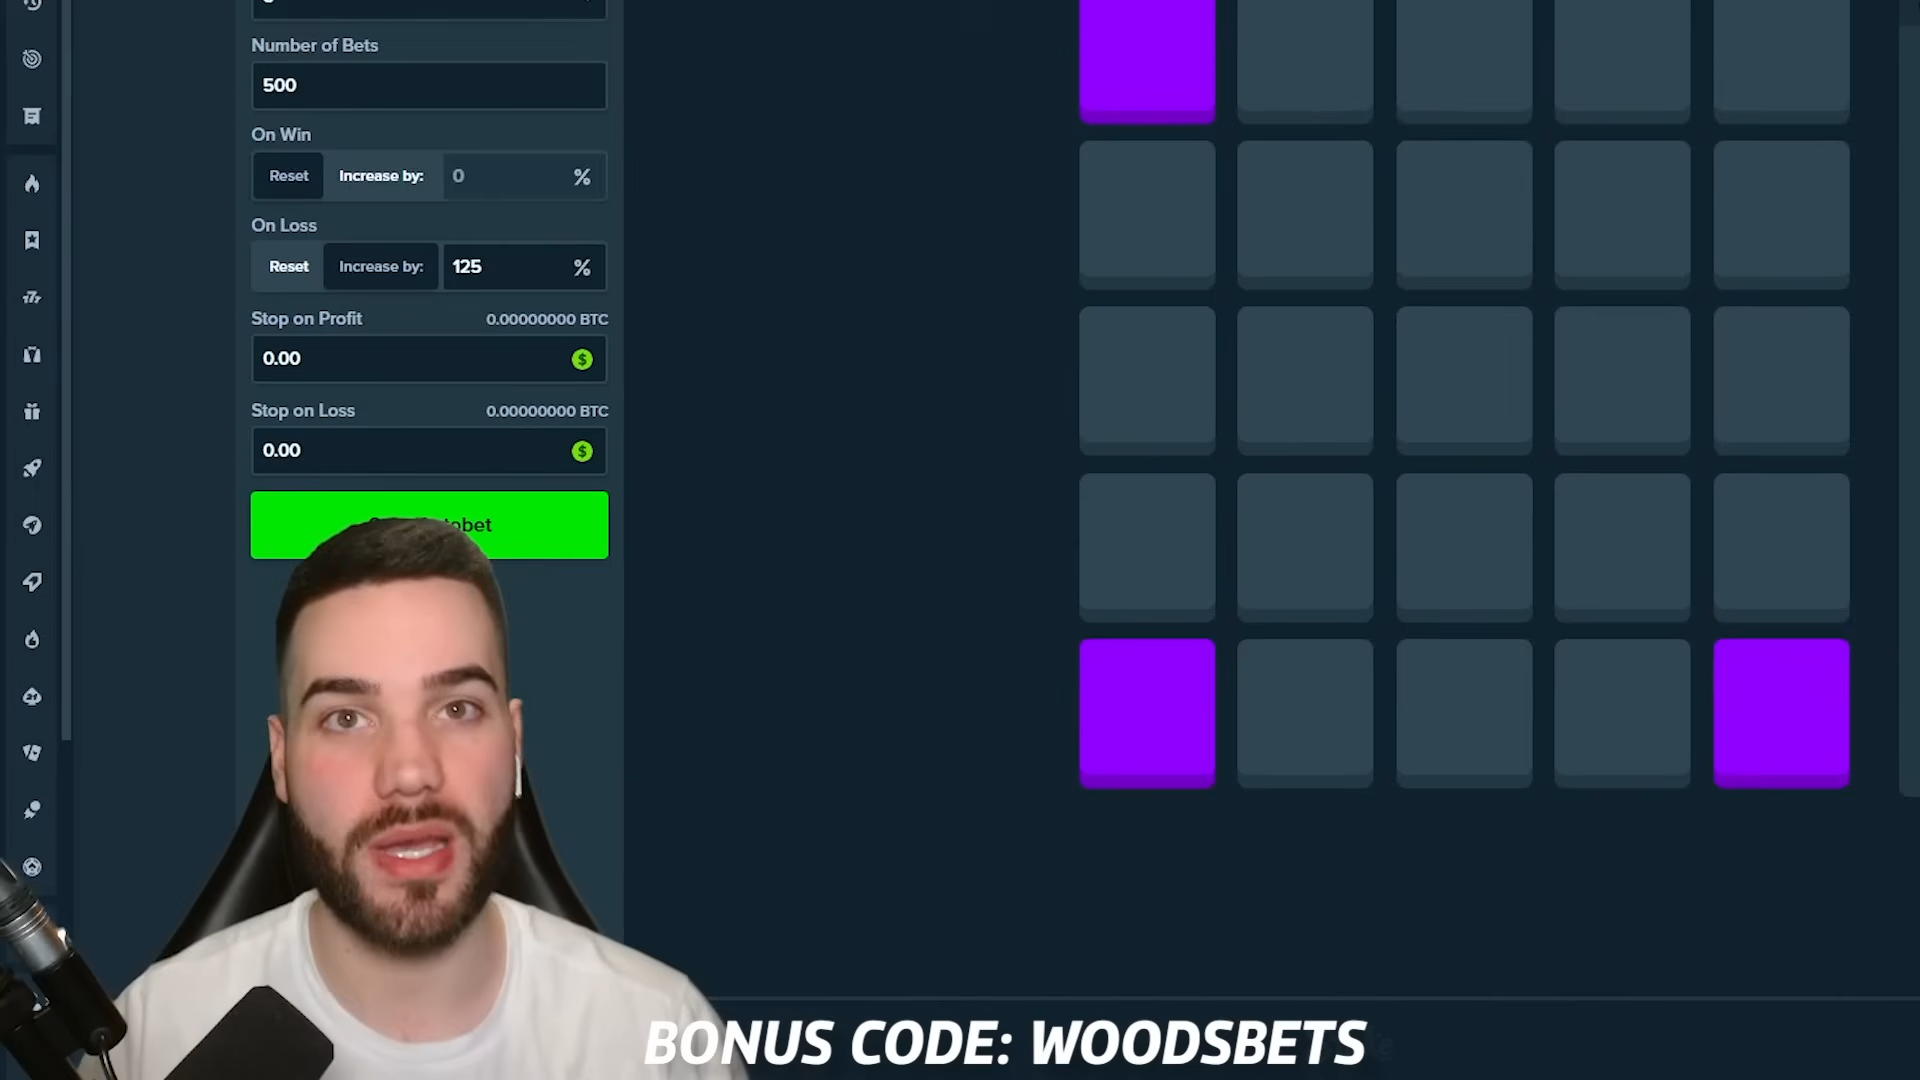 Number of Bets
500
On Win
Reset Increase by: 0 %
On Loss
Reset Increase by: 125 %
Stop on Profit 0.00000000 BTC
0.00 $
Stop on Loss 0.00000000 BTC
0.00 $
BONUS CODE: WOODSBETS